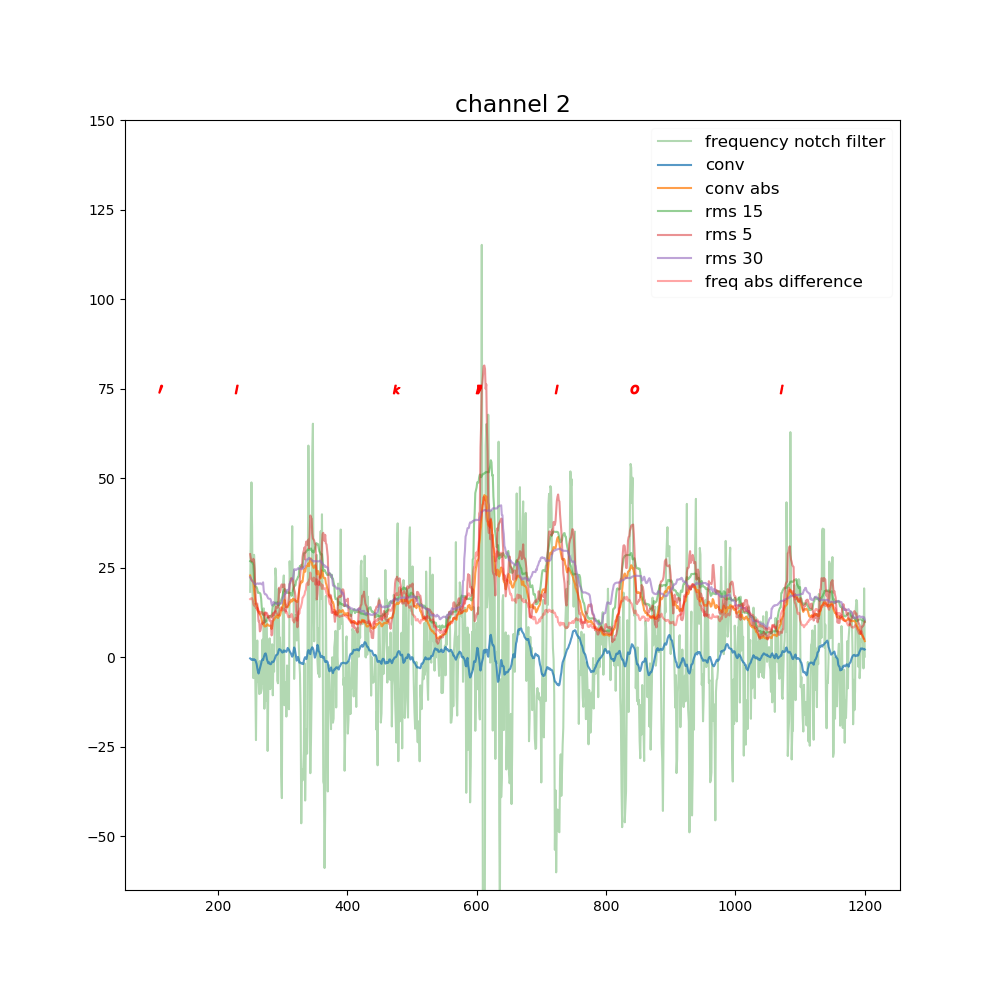 channel 2
150
125
100
75
50
25
0
−25
−50
frequency notch filter
conv
conv abs
rms 15
rms 5
rms 30
freq abs difference
l k l o l
200 400 600 800 1000 1200